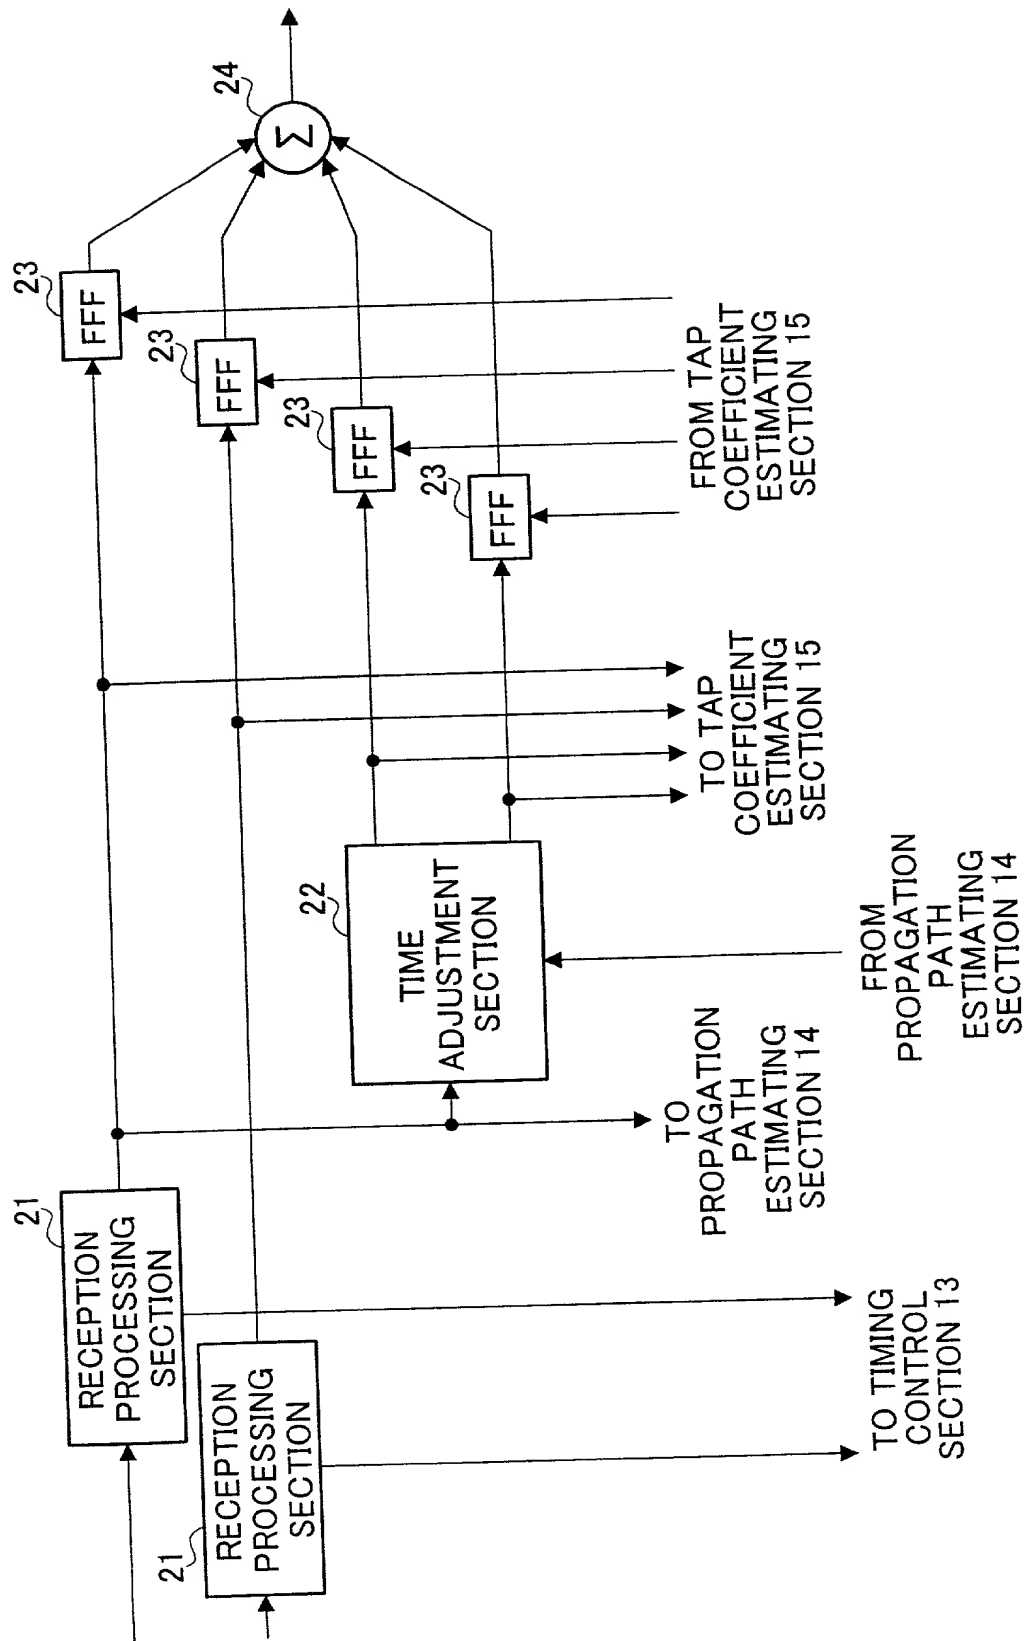 21
RECEPTION
PROCESSING
SECTION
21
RECEPTION
PROCESSING
SECTION
TO TIMING
CONTROL
SECTION 13
TO
PROPAGATION
PATH
ESTIMATING
SECTION 14
22
TIME
ADJUSTMENT
SECTION
FROM
PROPAGATION
PATH
ESTIMATING
SECTION 14
TO TAP
COEFFICIENT
ESTIMATING
SECTION 15
23
FFF
23
FFF
23
FFF
23
FFF
FROM TAP
COEFFICIENT
ESTIMATING
SECTION 15
24
Σ